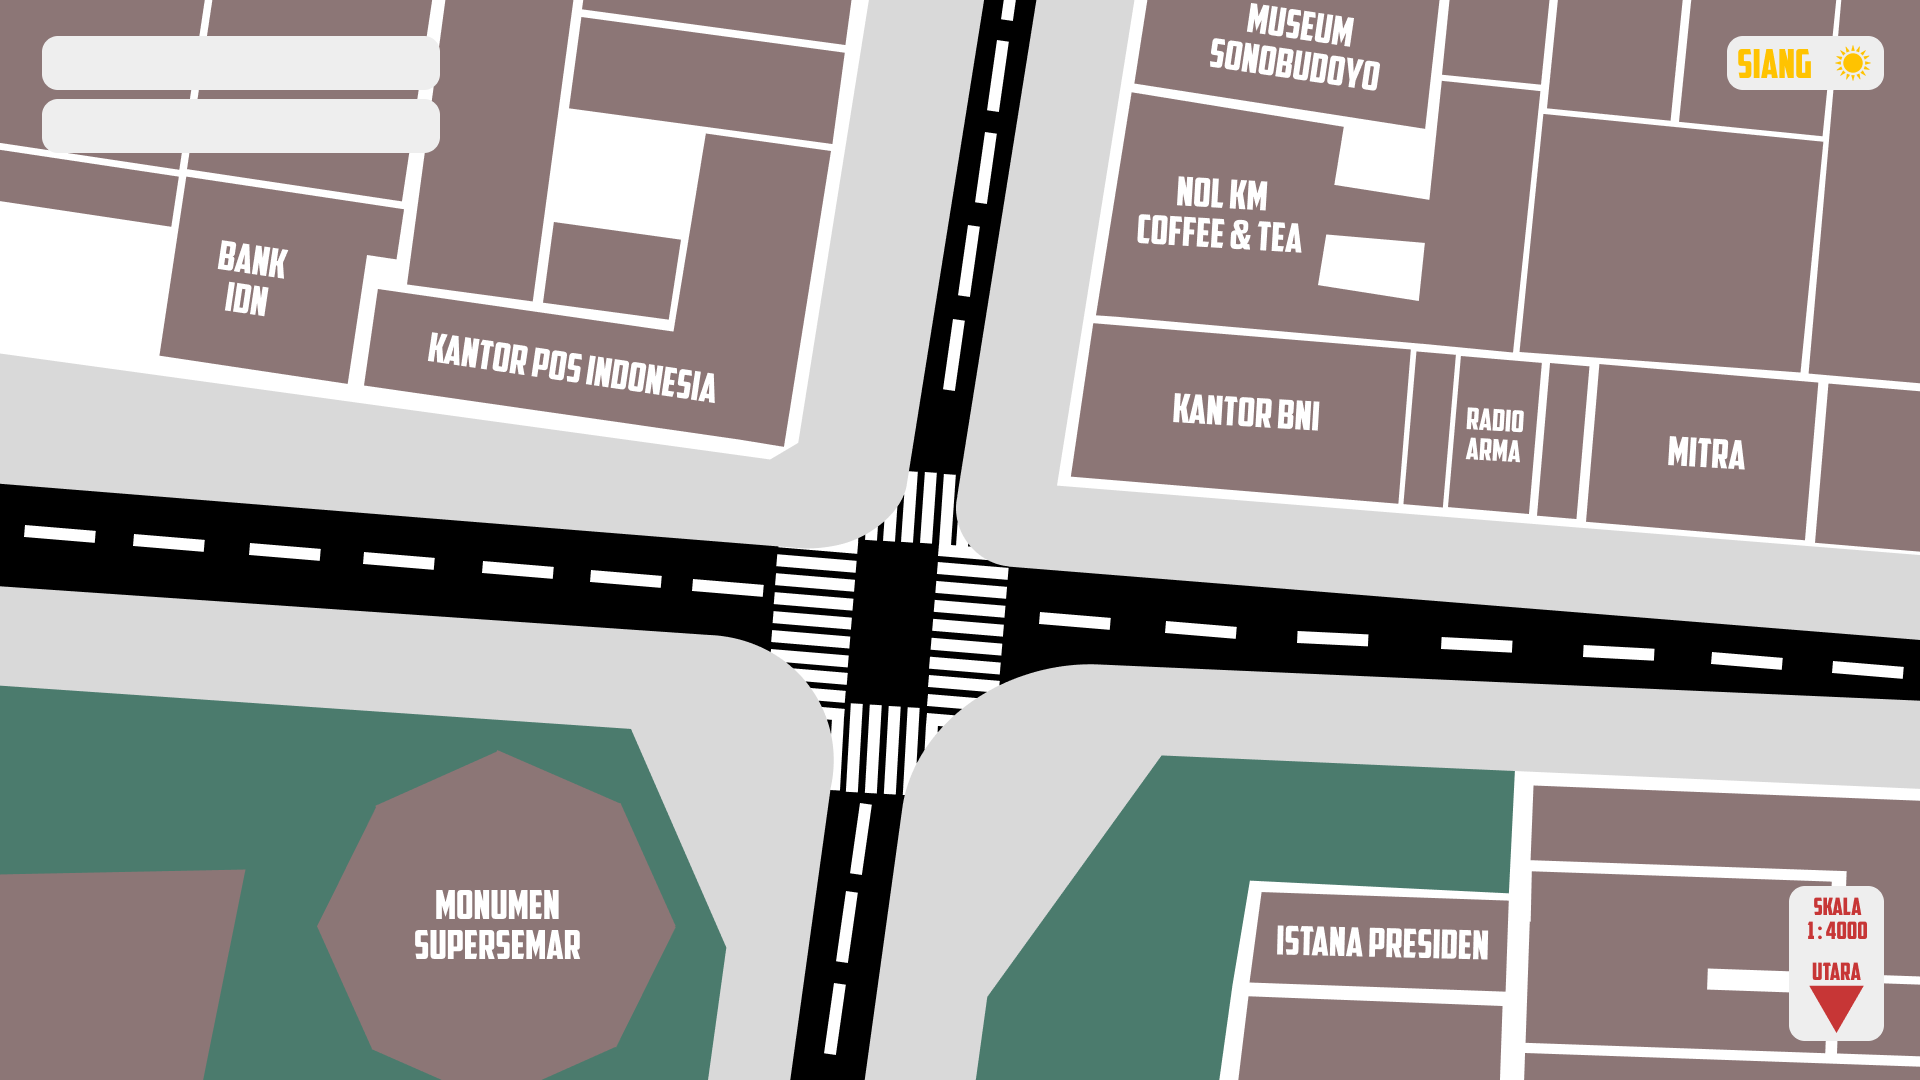 MUSEUM
SONOBUDOYO
SIANG
NOL KM
COFFEE & TEA
BANK
IDN
KANTOR POS INDONESIA
KANTOR BNI
RADIO
ARMA
MITRA
MONUMEN
SUPERSEMAR
ISTANA PRESIDEN
SKALA
1:4000
UTARA